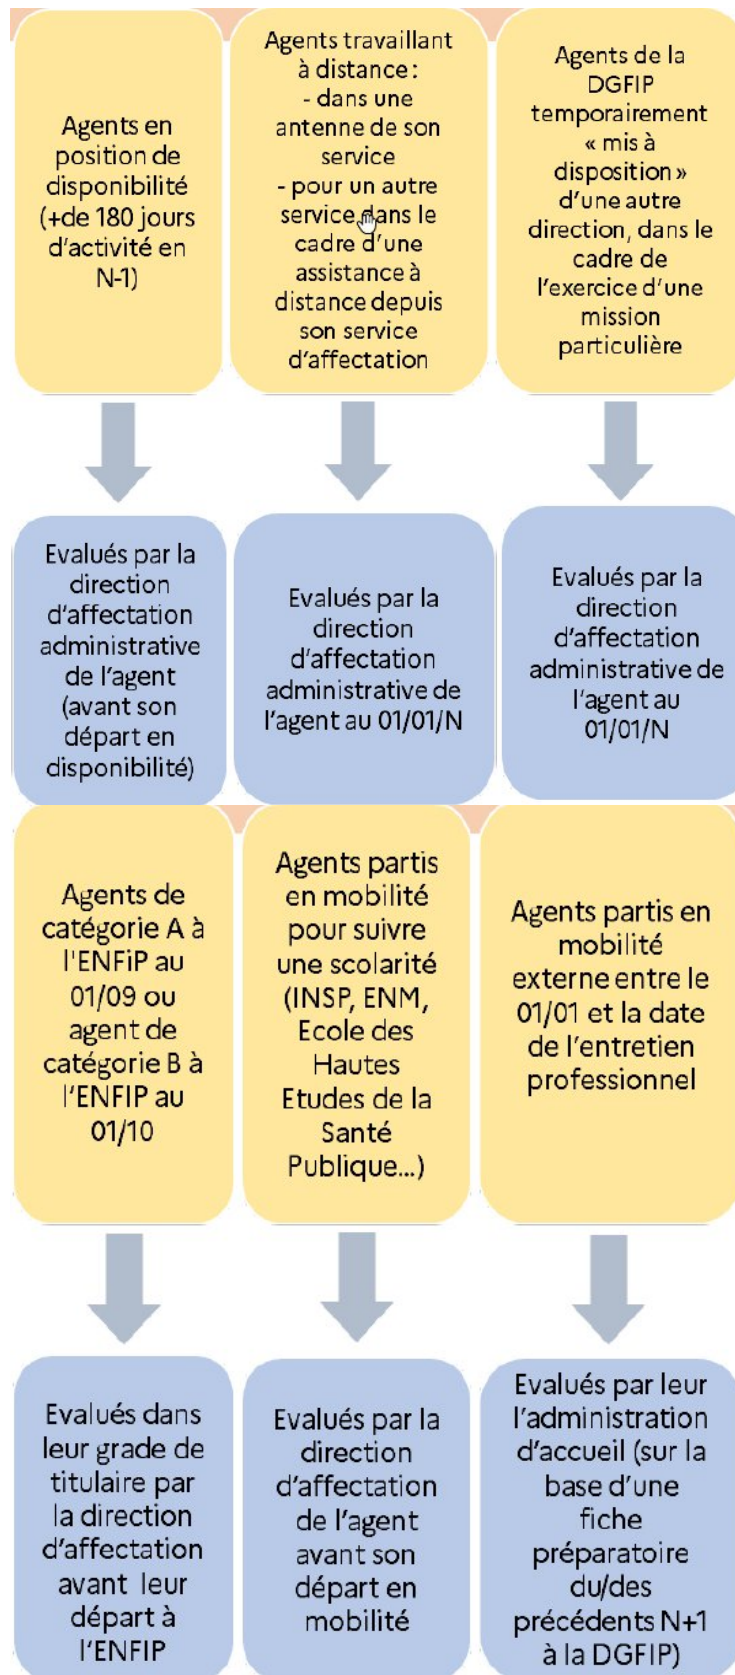 Agents en
position de
disponibilité
(+de 180 jours
d'activité en
N-1)
Agents travaillant
à distance :
- dans une
antenne de son
service
- pour un autre
service dans le
cadre d'une
assistance à
distance depuis
son service
d'affectation
Agents de la
DGFIP
temporairement
« mis à
disposition »
d'une autre
direction, dans le
cadre de
l'exercice d'une
mission
particulière
Evalués par la
direction
d'affectation
administrative
de l'agent
(avant son
départ en
disponibilité)
Evalués par la
direction
d'affectation
administrative de
l'agent au 01/01/N
Evalués par la
direction
d'affectation
administrative de
l'agent au
01/01/N
Agents de
catégorie A à
l'ENFiP au
01/09 ou
agent de
catégorie B à
l'ENFIP au
01/10
Agents partis
en mobilité
pour suivre
une scolarité
(INSP, ENM,
Ecole des
Hautes
Etudes de la
Santé
Publique...)
Agents partis en
mobilité
externe entre le
01/01 et la date
de l'entretien
professionnel
Evalués dans
leur grade de
titulaire par
la direction
d'affectation
avant leur
départ à
l'ENFIP
Evalués par la
direction
d'affectation
de l'agent
avant son
départ en
mobilité
Evalués par leur
l'administration
d'accueil (sur la
base d'une
fiche
préparatoire
du/des
précédents N+1
à la DGFIP)